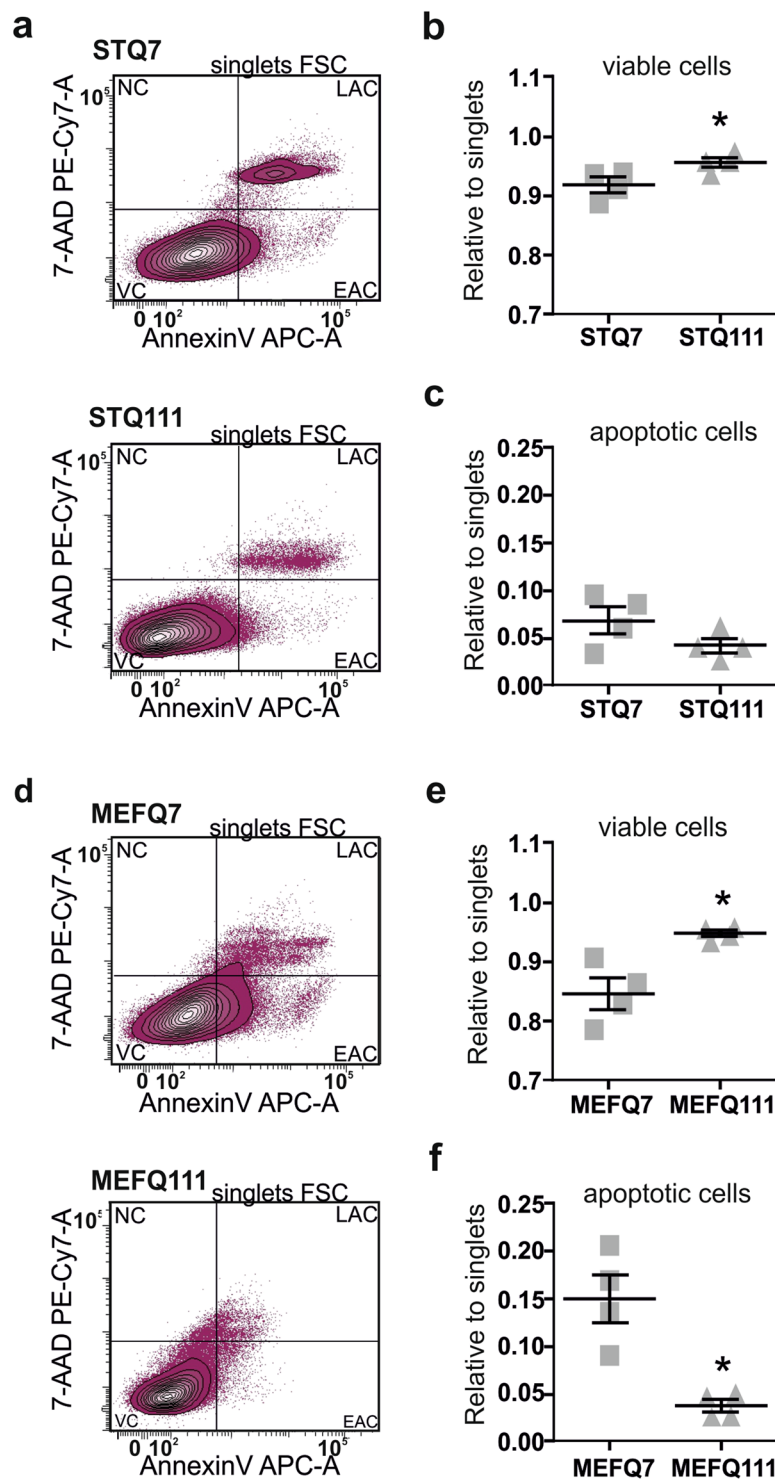 a
STQ7
singlets FSC
NC
LAC
10^5
7-AAD PE-Cy7-A
VC
EAC
0 10^2
10^5
AnnexinV APC-A
b
viable cells
1.1
1.0
0.9
0.8
0.7
Relative to singlets
*
STQ7
STQ111
STQ111
singlets FSC
NC
LAC
10^5
7-AAD PE-Cy7-A
VC
EAC
0 10^2
10^5
AnnexinV APC-A
c
apoptotic cells
0.25
0.20
0.15
0.10
0.05
0.00
Relative to singlets
STQ7
STQ111
d
MEFQ7
singlets FSC
NC
LAC
10^5
7-AAD PE-Cy7-A
VC
EAC
0 10^2
10^5
AnnexinV APC-A
e
viable cells
1.1
1.0
0.9
0.8
0.7
Relative to singlets
*
MEFQ7
MEFQ111
MEFQ111
singlets FSC
NC
LAC
10^5
7-AAD PE-Cy7-A
VC
EAC
0 10^2
10^5
AnnexinV APC-A
f
apoptotic cells
0.25
0.20
0.15
0.10
0.05
0.00
Relative to singlets
*
MEFQ7
MEFQ111